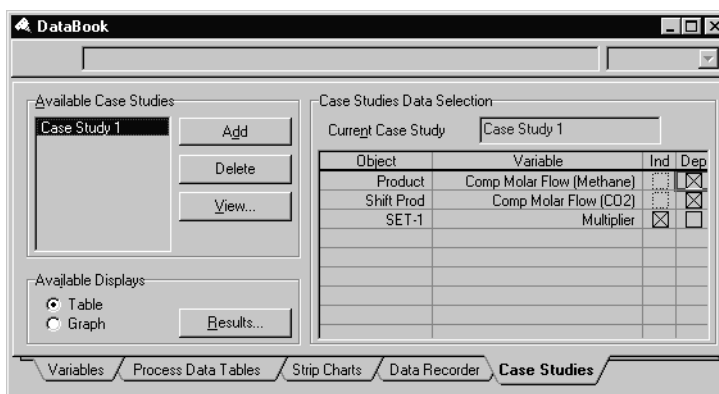 DataBook
Available Case Studies
Case Study 1
Add
Delete
View...
Available Displays
Table
Graph
Results...
Case Studies Data Selection
Current Case Study Case Study 1
Object Variable Ind Dep
Product Comp Molar Flow (Methane)
Shift Prod Comp Molar Flow (CO2)
SET-1 Multiplier
Variables Process Data Tables Strip Charts Data Recorder Case Studies